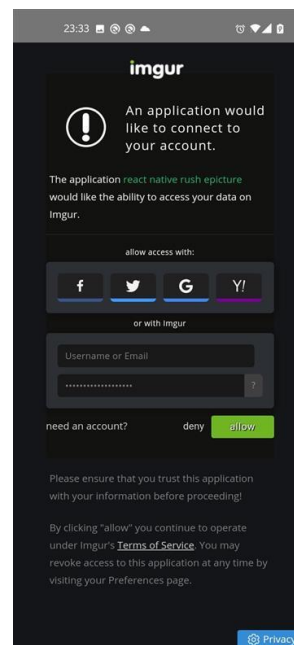 23:33
imgur
An application would
like to connect to
your account.
The application react native rush epicture
would like the ability to access your data on
Imgur.
allow access with:
f G Y!
or with Imgur
Username or Email
••••••••••••••••••• ?
need an account? deny allow
Please ensure that you trust this application
with your information before proceeding!
By clicking "allow" you continue to operate
under Imgur's Terms of Service. You may
revoke access to this application at any time by
visiting your Preferences page.
Privacy